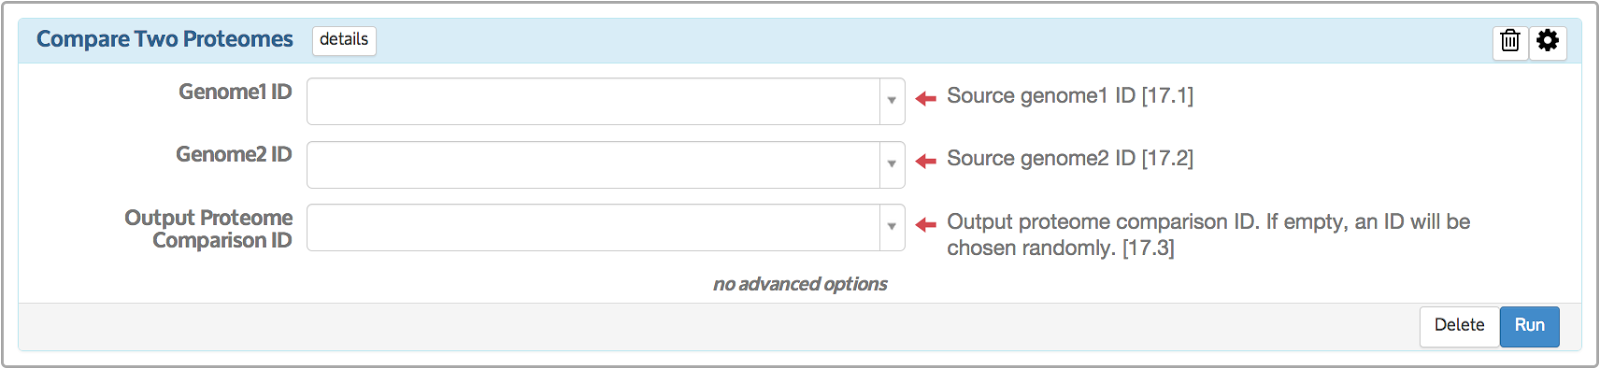 Compare Two Proteomes details
Genome1 ID
Source genome1 ID [17.1]
Genome2 ID
Source genome2 ID [17.2]
Output Proteome
Comparison ID
Output proteome comparison ID. If empty, an ID will be
chosen randomly. [17.3]
no advanced options
Delete Run